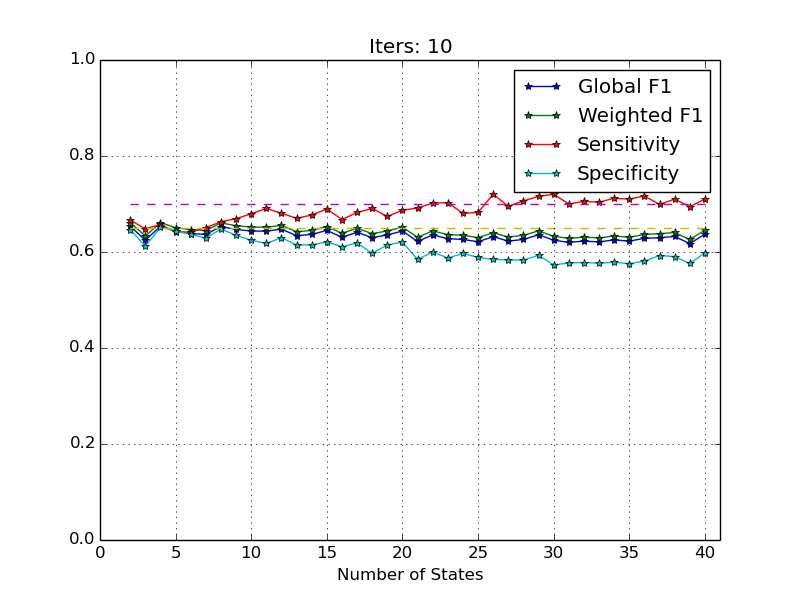 Iters: 10
1.0
0.8
0.6
0.4
0.2
0.0
Global F1
Weighted F1
Sensitivity
Specificity
0 5 10 15 20 25 30 35 40
Number of States